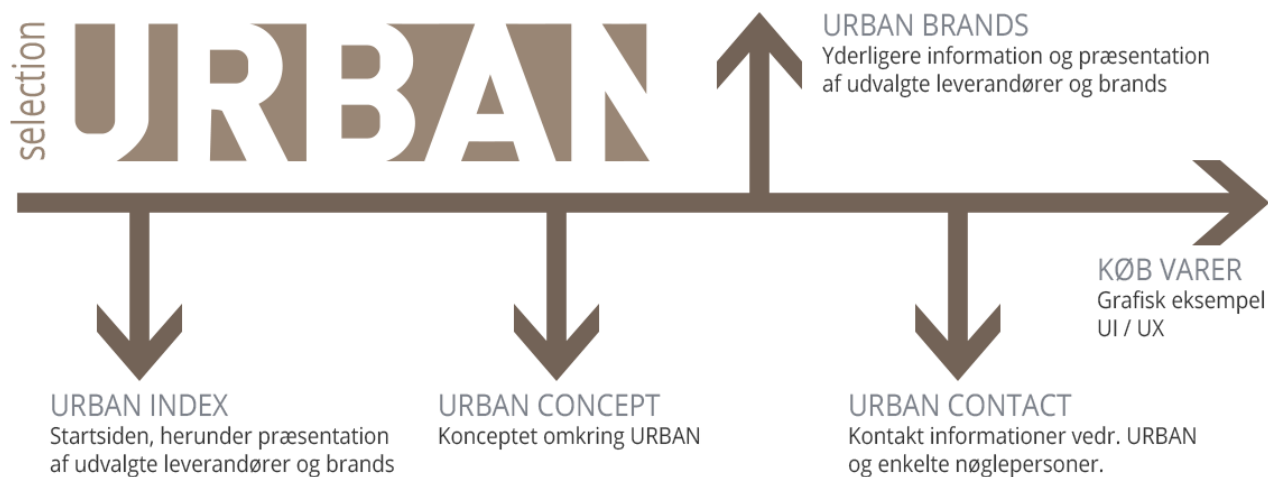 selection
URBAN
URBAN BRANDS
Yderligere information og præsentation
af udvalgte leverandører og brands
KØB VARER
Grafisk eksempel
UI / UX
URBAN INDEX
Startsiden, herunder præsentation
af udvalgte leverandører og brands
URBAN CONCEPT
Konceptet omkring URBAN
URBAN CONTACT
Kontakt informationer vedr. URBAN
og enkelte nøglepersoner.